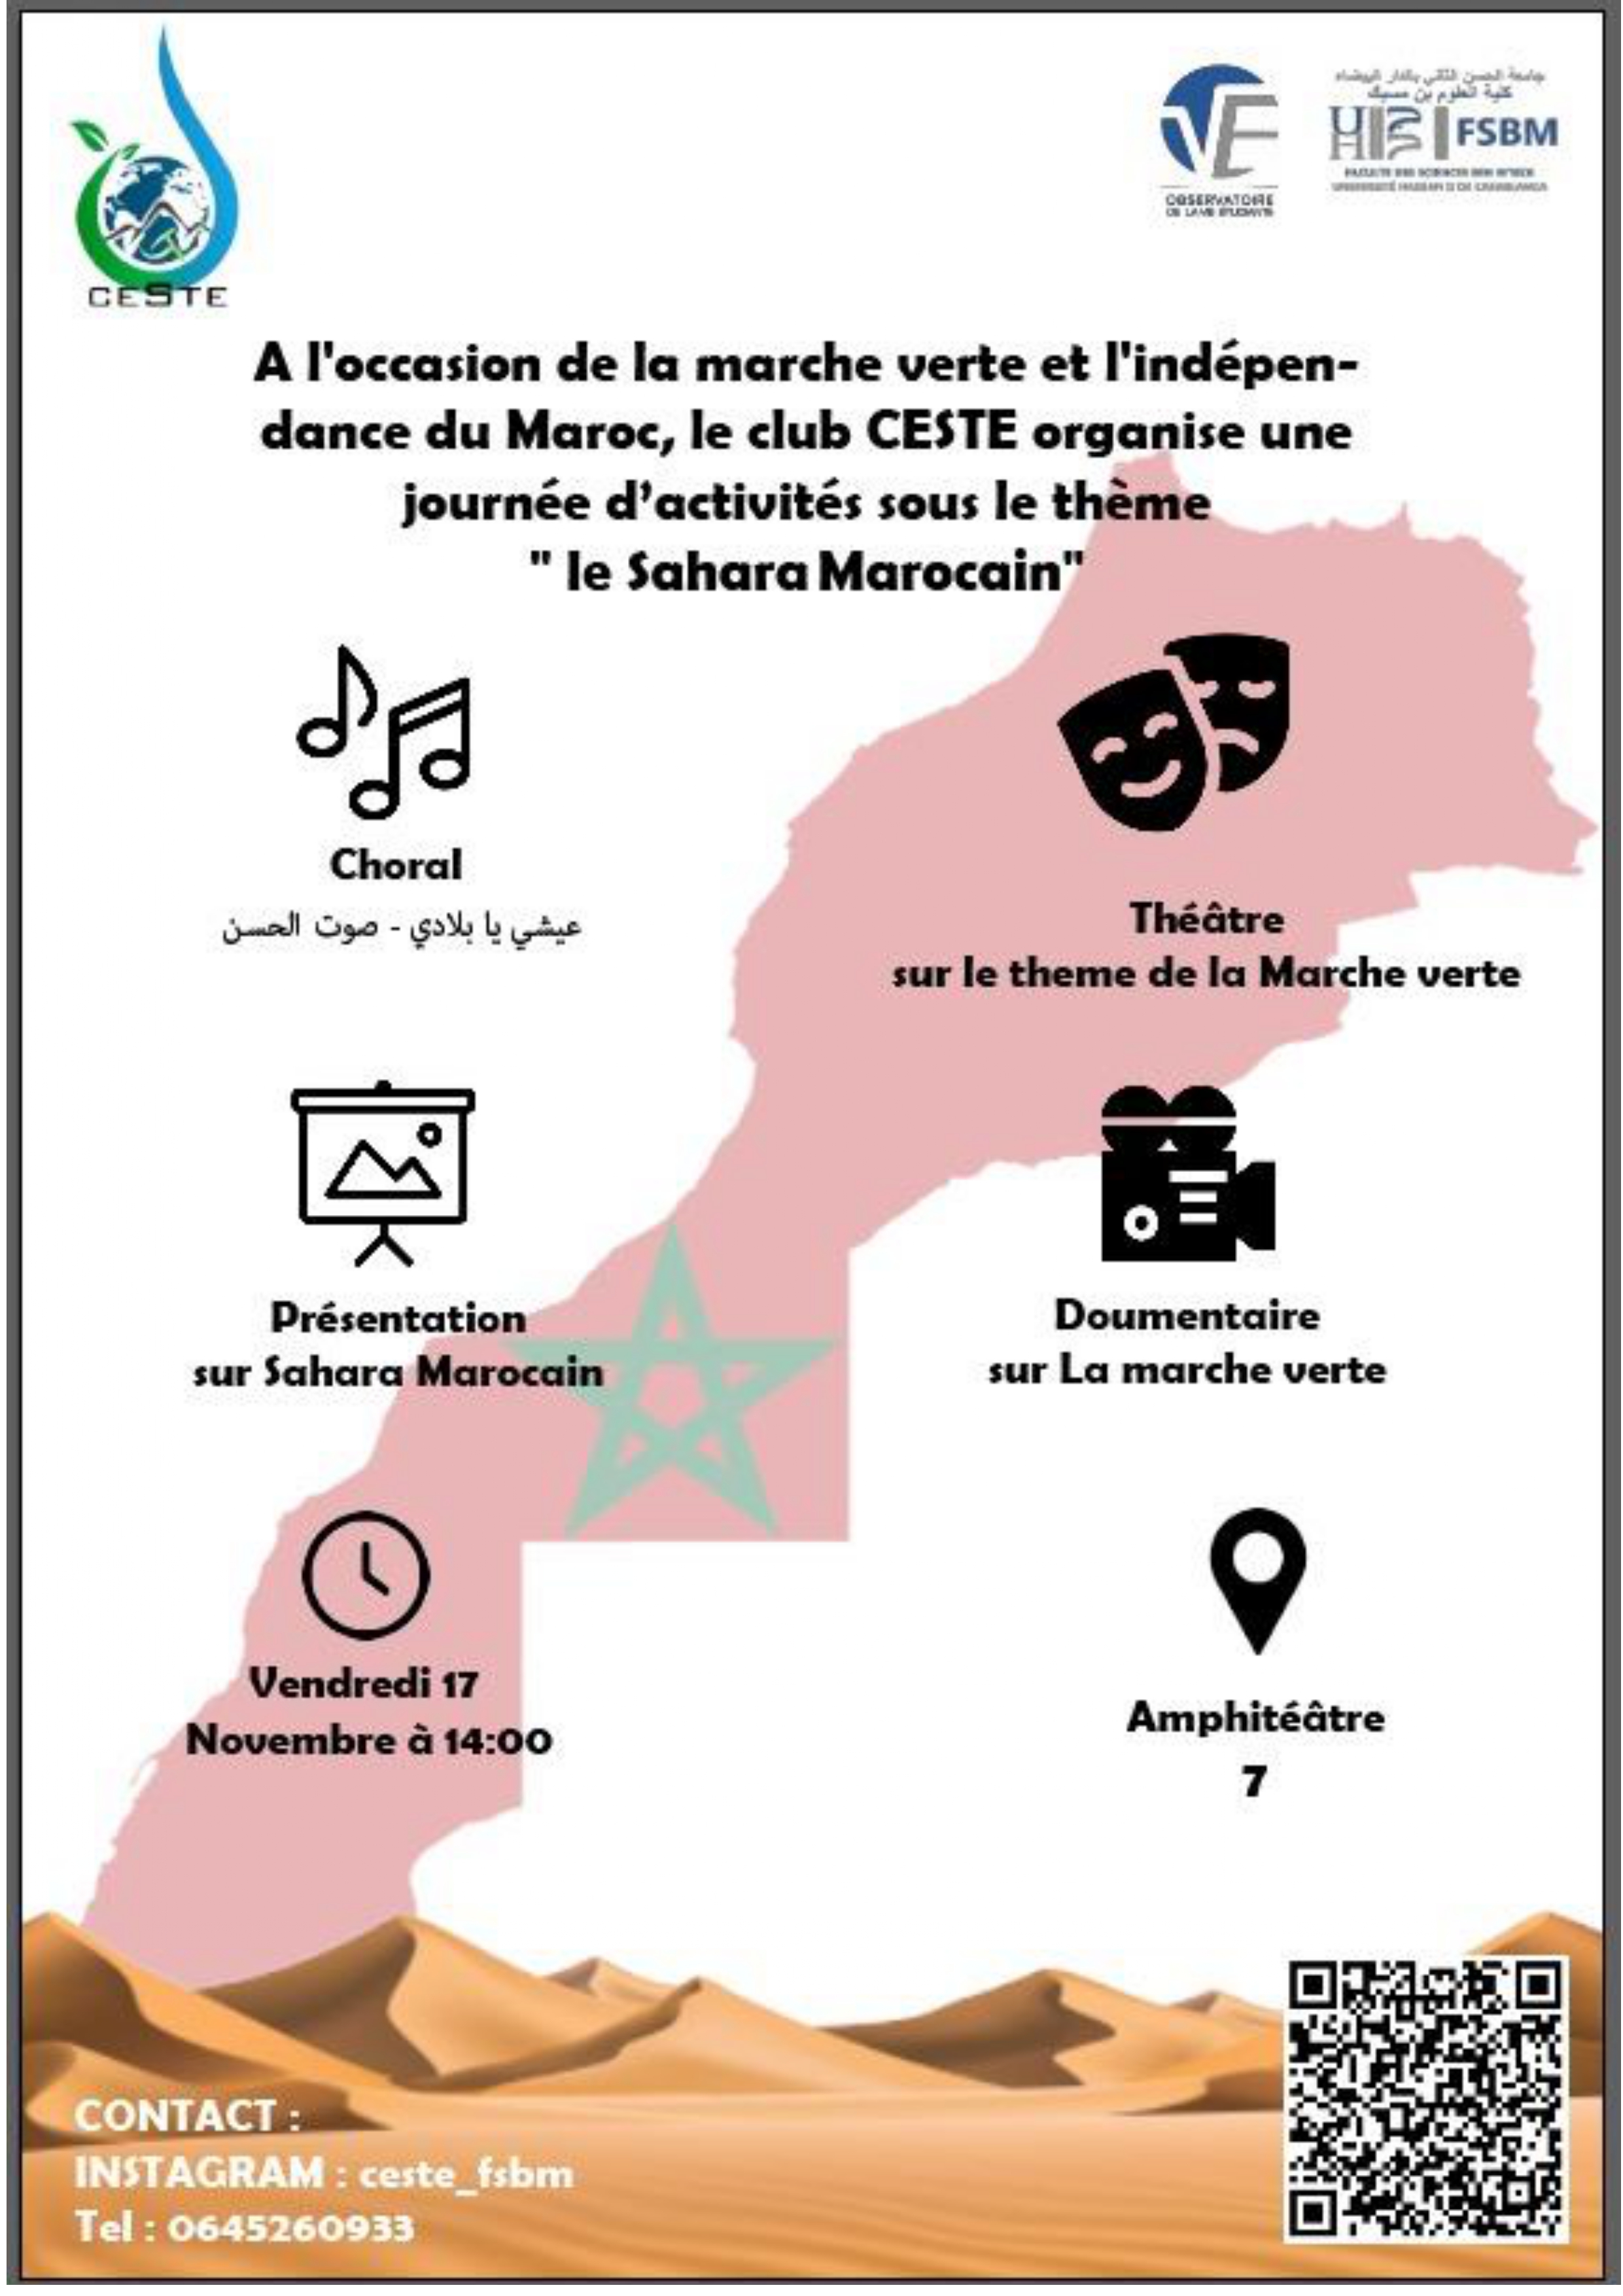 CESTE
OBSERVATOIRE
DE LA VIE ETUDIANTE
جامعة الحسن الثاني بالدار البيضاء
كلية العلوم بن مسيك
FSBM
FACULTE DES SCIENCES BEN M'SICK
UNIVERSITÉ HASSAN II DE CASABLANCA
A l'occasion de la marche verte et l'indépen-
dance du Maroc, le club CESTE organise une
journée d’activités sous le thème
" le Sahara Marocain"
Choral
عيشي يا بلادي - صوت الحسن
Théâtre
sur le theme de la Marche verte
Présentation
sur Sahara Marocain
Doumentaire
sur La marche verte
Vendredi 17
Novembre à 14:00
Amphitéâtre
7
CONTACT :
INSTAGRAM : ceste_fsbm
Tel : 0645260933